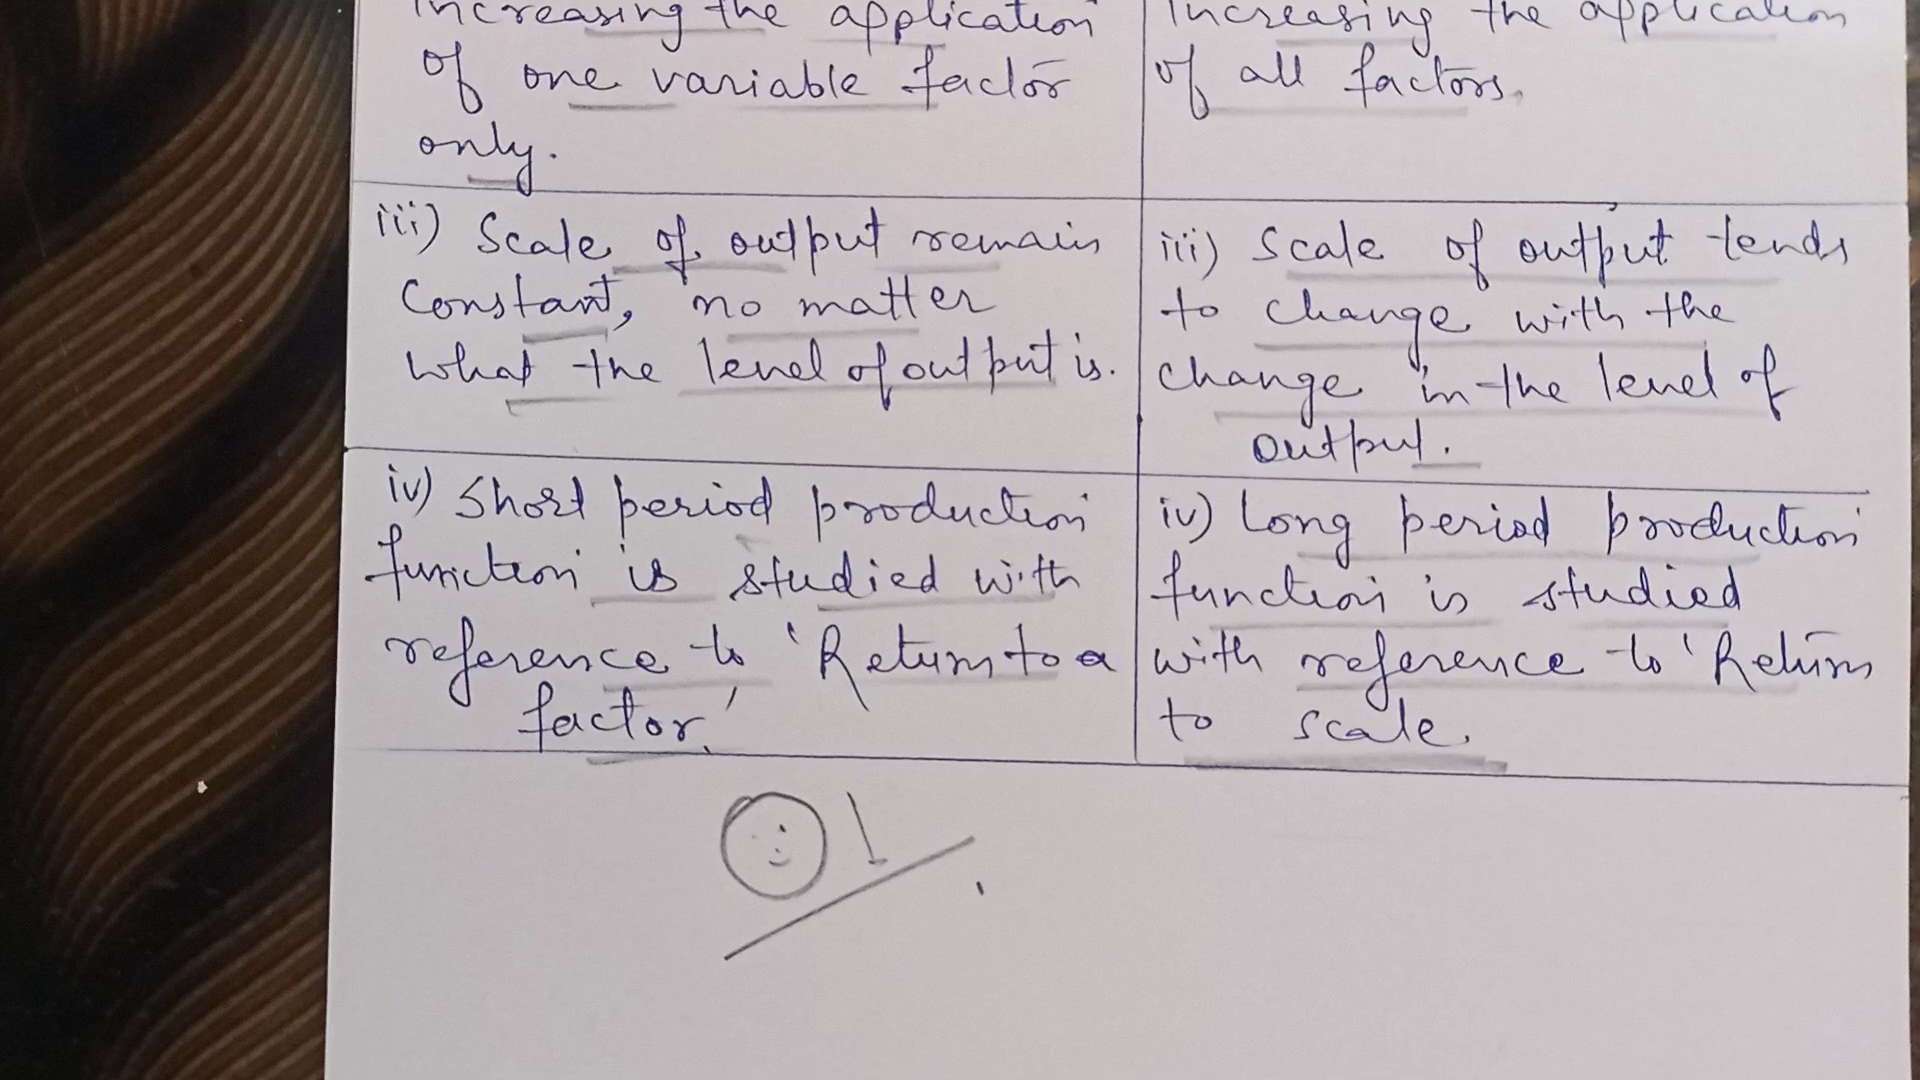 increasing the application
of one variable factor
only.
increasing the application
of all factors.
iii) Scale of output remain
Constant, no matter
what the level of output is.
iii) Scale of output tends
to change with the
change in the level of
output.
iv) Short period production
function is studied with
reference to 'Return to a
factor.'
iv) Long period production
function is studied
with reference to 'Return
to scale.